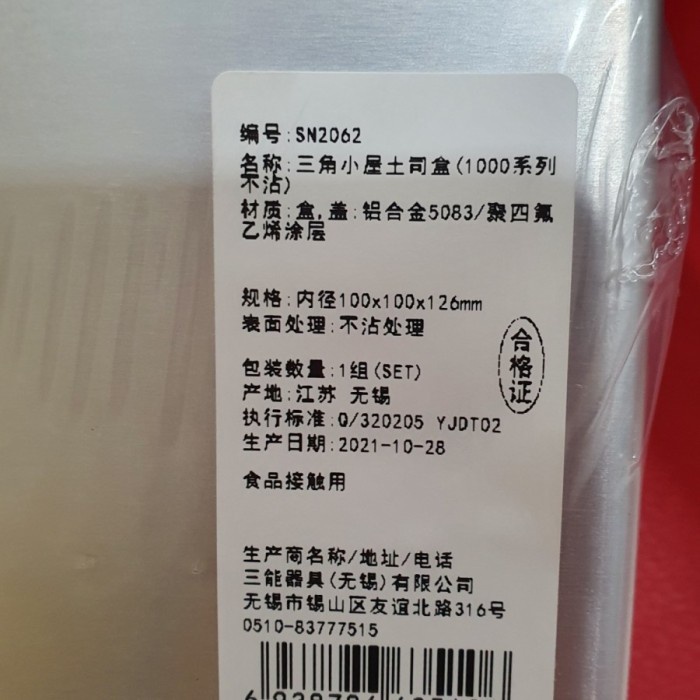 编号:SN2062
名称:三角小屋土司盒(1000系列
不沾)
材质:盒,盖:铝合金5083/聚四氟
乙烯涂层
规格:内径100x100x126mm
表面处理:不沾处理
合格证
包装数量:1组(SET)
产地:江苏 无锡
执行标准:Q/320205 YJDT02
生产日期:2021-10-28
食品接触用
生产商名称/地址/电话
三能器具(无锡)有限公司
无锡市锡山区友谊北路316号
0510-83777515